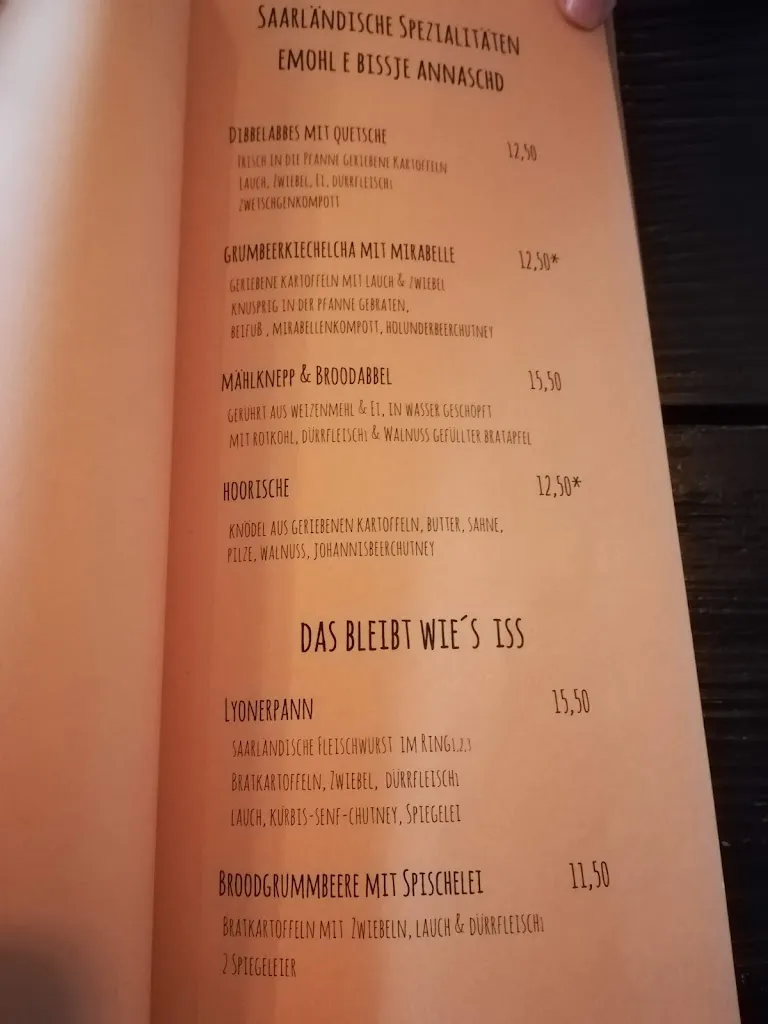 SAARLÄNDISCHE SPEZIALITÄTEN
EMOHL E BISSJE ANNASCHD
DIBBELABBES MIT QUETSCHE 12,50
FRISCH IN DIE PFANNE GERIEBENE KARTOFFELN
LAUCH, ZWIEBEL, EI, DÜRRFLEISCH1
ZWETSCHGENKOMPOTT
GRUMBEERKIECHELCHA MIT MIRABELLE 12,50*
GERIEBENE KARTOFFELN MIT LAUCH & ZWIEBEL
KNUSPRIG IN DER PFANNE GEBRATEN,
BEIFUß , MIRABELLENKOMPOTT, HOLUNDERBEERCHUTNEY
MÄHLKNEPP & BROODABBEL 15,50
GERÜHRT AUS WEIZENMEHL & EI, IN WASSER GESCHÖPFT
MIT ROTKOHL, DÜRRFLEISCH1 & WALNUSS GEFÜLLTER BRATAPFEL
HOORISCHE 12,50*
KNÖDEL AUS GERIEBENEN KARTOFFELN, BUTTER, SAHNE,
PILZE, WALNUSS, JOHANNISBEERCHUTNEY
DAS BLEIBT WIE´S ISS
LYONERPANN 15,50
SAARLÄNDISCHE FLEISCHWURST IM RING1,2,3
BRATKARTOFFELN, ZWIEBEL, DÜRRFLEISCH1
LAUCH, KÜRBIS-SENF-CHUTNEY, SPIEGELEI
BROODGRUMMBEERE MIT SPISCHELEI 11,50
BRATKARTOFFELN MIT ZWIEBELN, LAUCH & DÜRRFLEISCH1
2 SPIEGELEIER